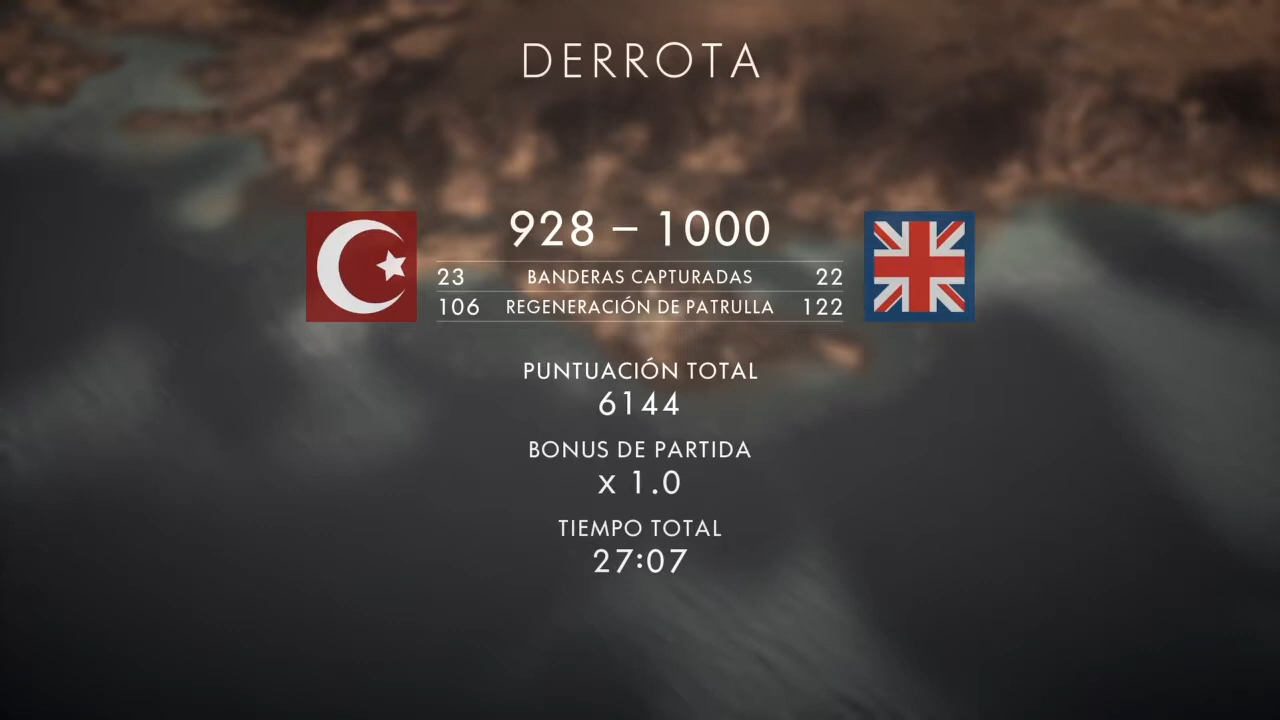 DERROTA
928 – 1000
23 BANDERAS CAPTURADAS 22
106 REGENERACIÓN DE PATRULLA 122
PUNTUACIÓN TOTAL
6144
BONUS DE PARTIDA
x 1.0
TIEMPO TOTAL
27:07